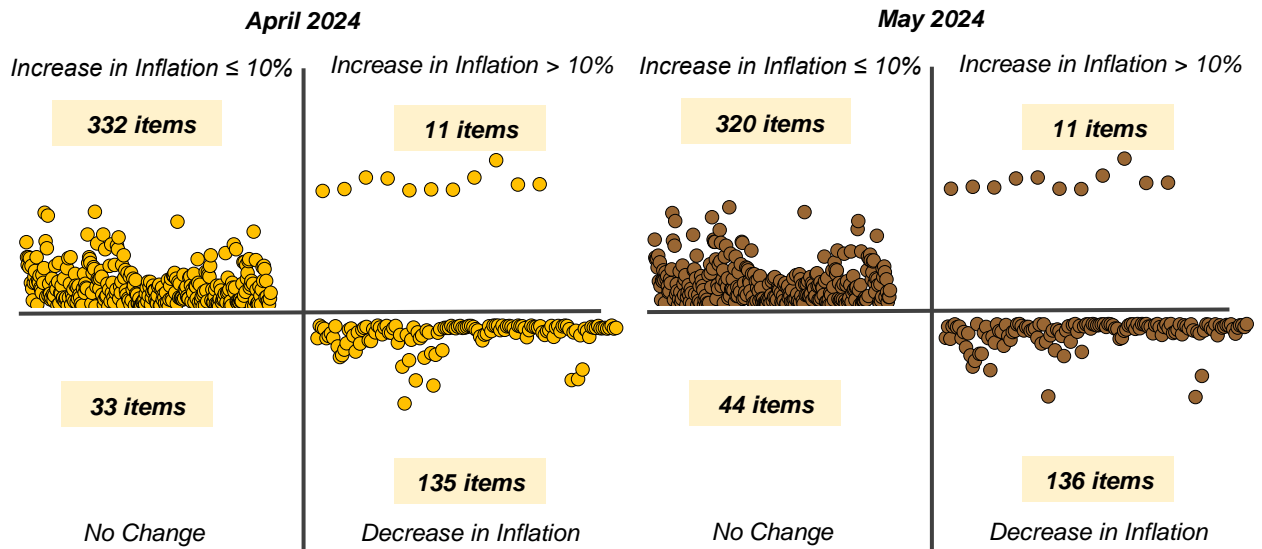 April 2024
Increase in Inflation ≤ 10%
Increase in Inflation > 10%
332 items
11 items
33 items
135 items
No Change
Decrease in Inflation
May 2024
Increase in Inflation ≤ 10%
Increase in Inflation > 10%
320 items
11 items
44 items
136 items
No Change
Decrease in Inflation